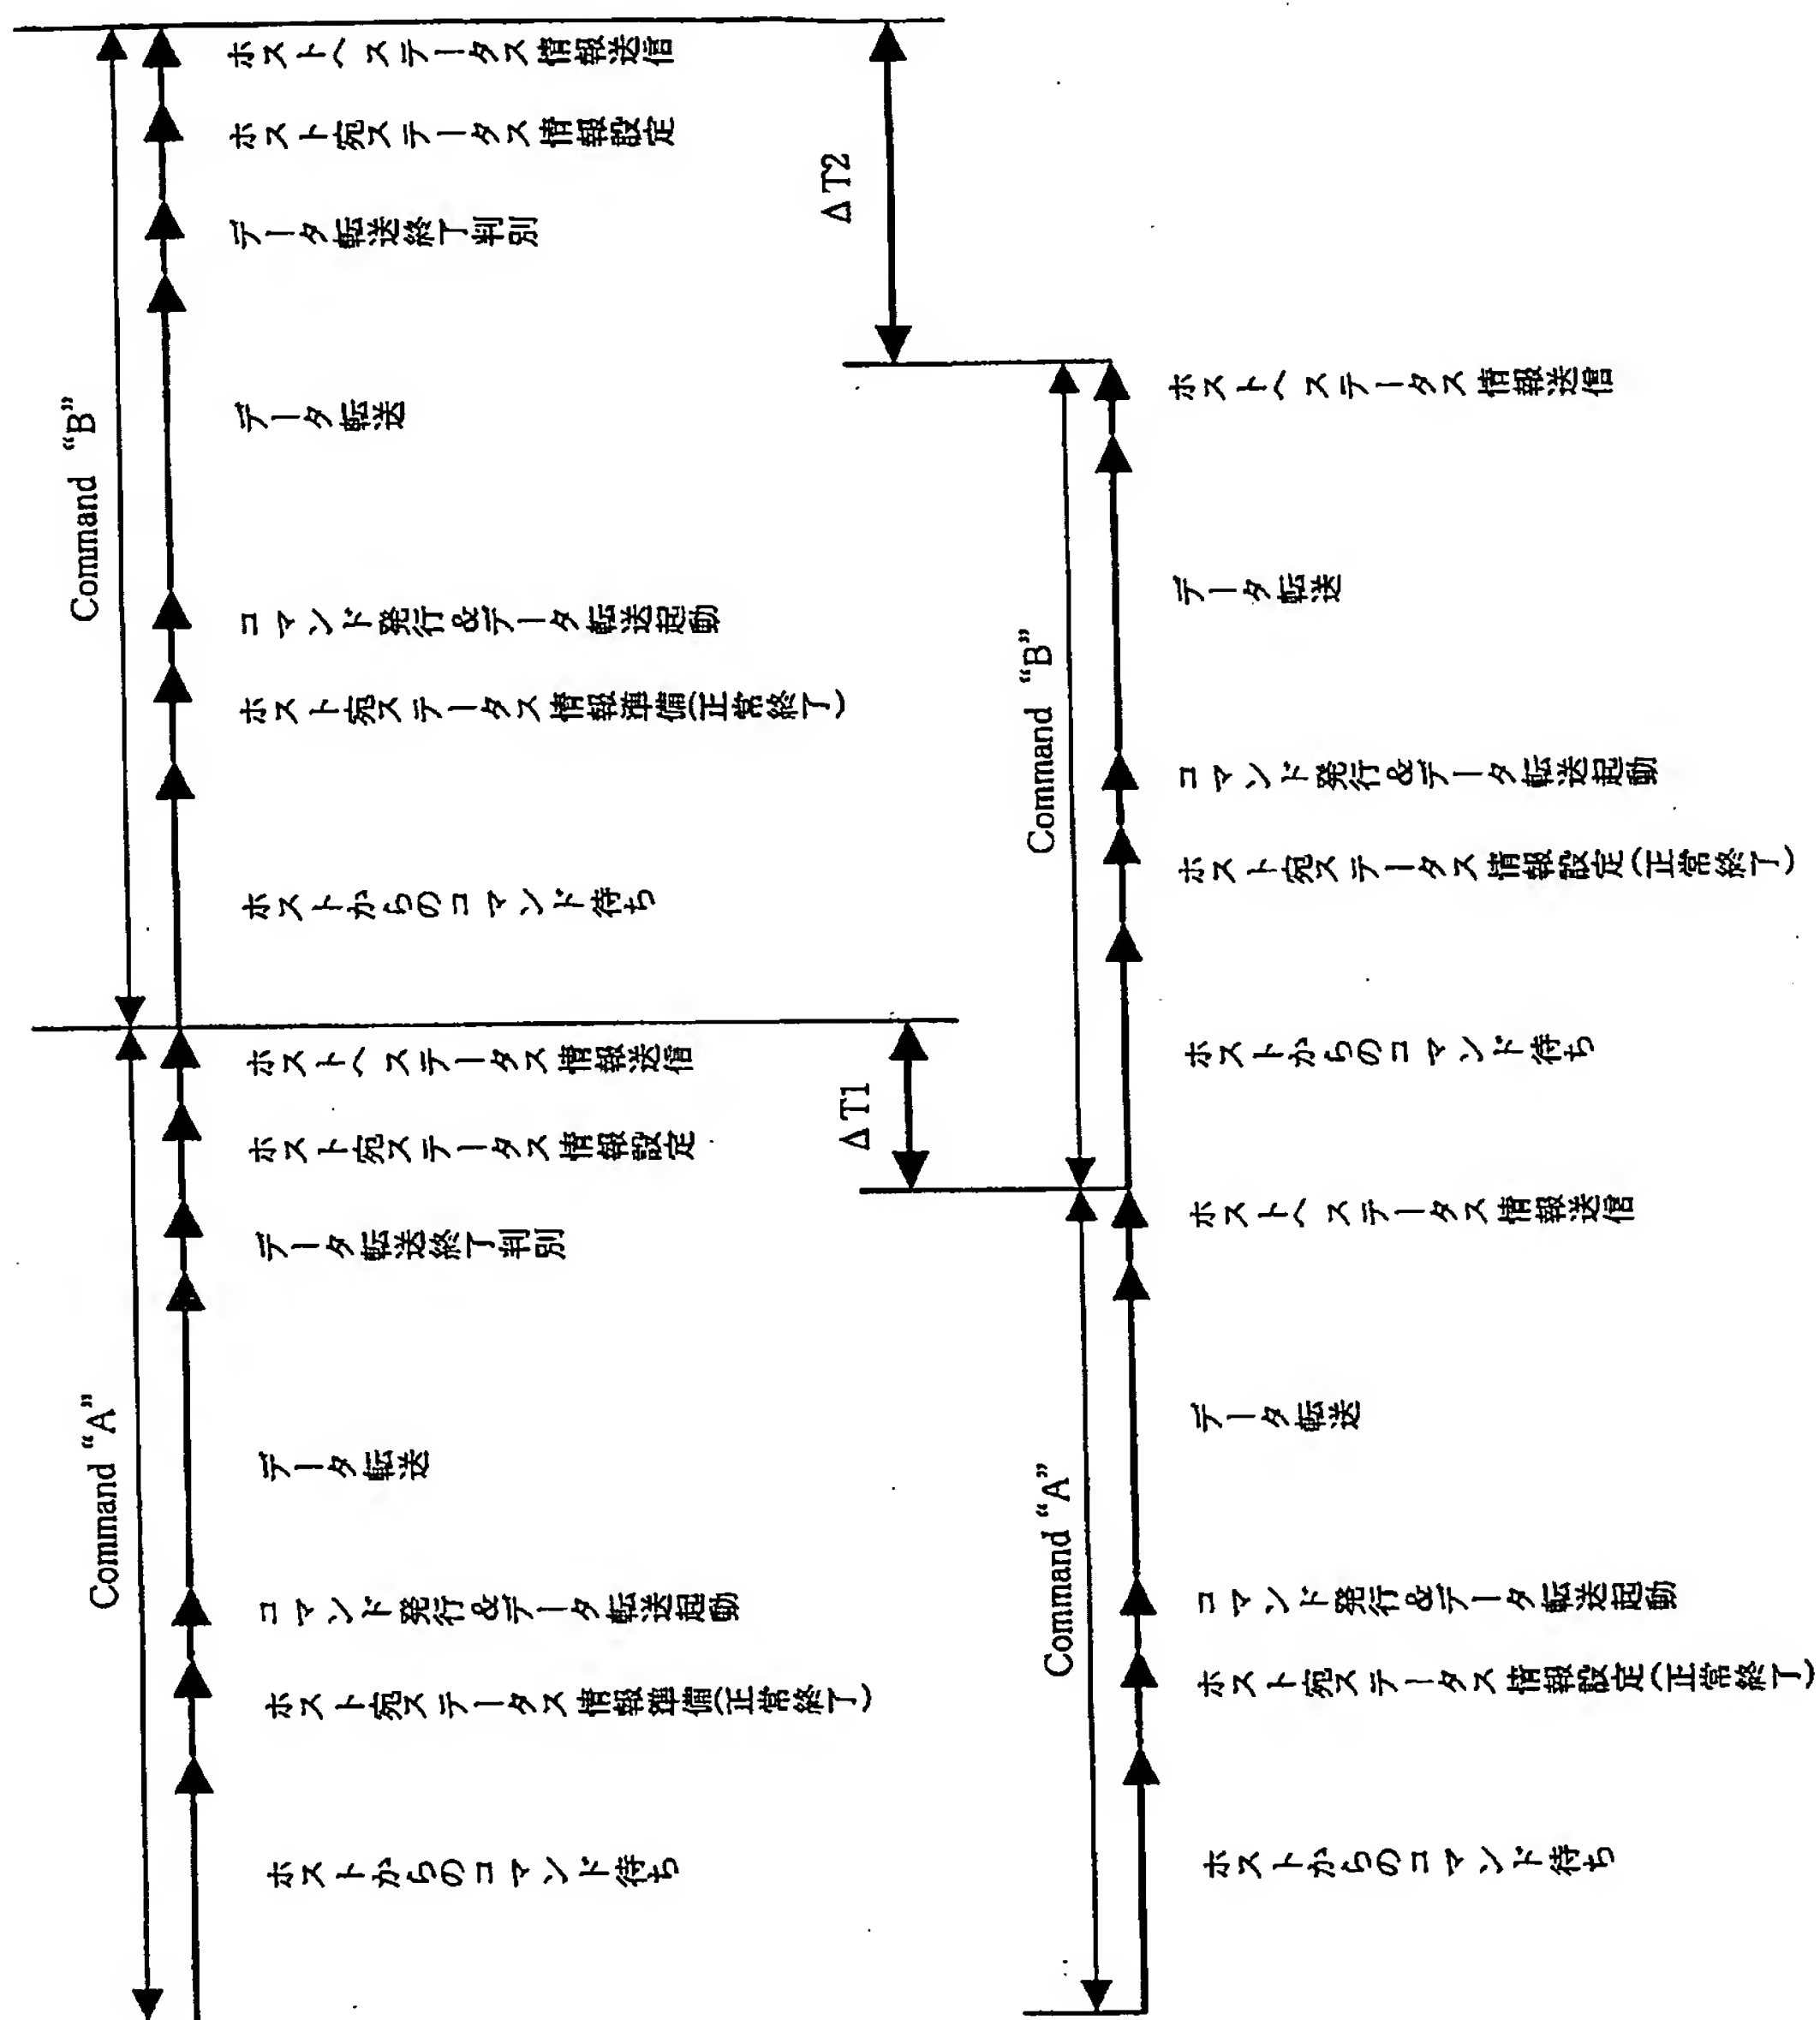 Command “A”
ホストからのコマンド待ち
ホスト宛ステータス情報準備(正常終了)
コマンド発行&データ転送起動
データ転送
データ転送終了判別
ホスト宛ステータス情報設定
ホストへステータス情報送信
Command “B”
ホストからのコマンド待ち
ホスト宛ステータス情報準備(正常終了)
コマンド発行&データ転送起動
データ転送
データ転送終了判別
ホスト宛ステータス情報設定
ホストへステータス情報送信
ΔT1
ΔT2
Command “A”
ホストからのコマンド待ち
ホスト宛ステータス情報設定(正常終了)
コマンド発行&データ転送起動
データ転送
ホストへステータス情報送信
Command “B”
ホストからのコマンド待ち
ホスト宛ステータス情報設定(正常終了)
コマンド発行&データ転送起動
データ転送
ホストへステータス情報送信